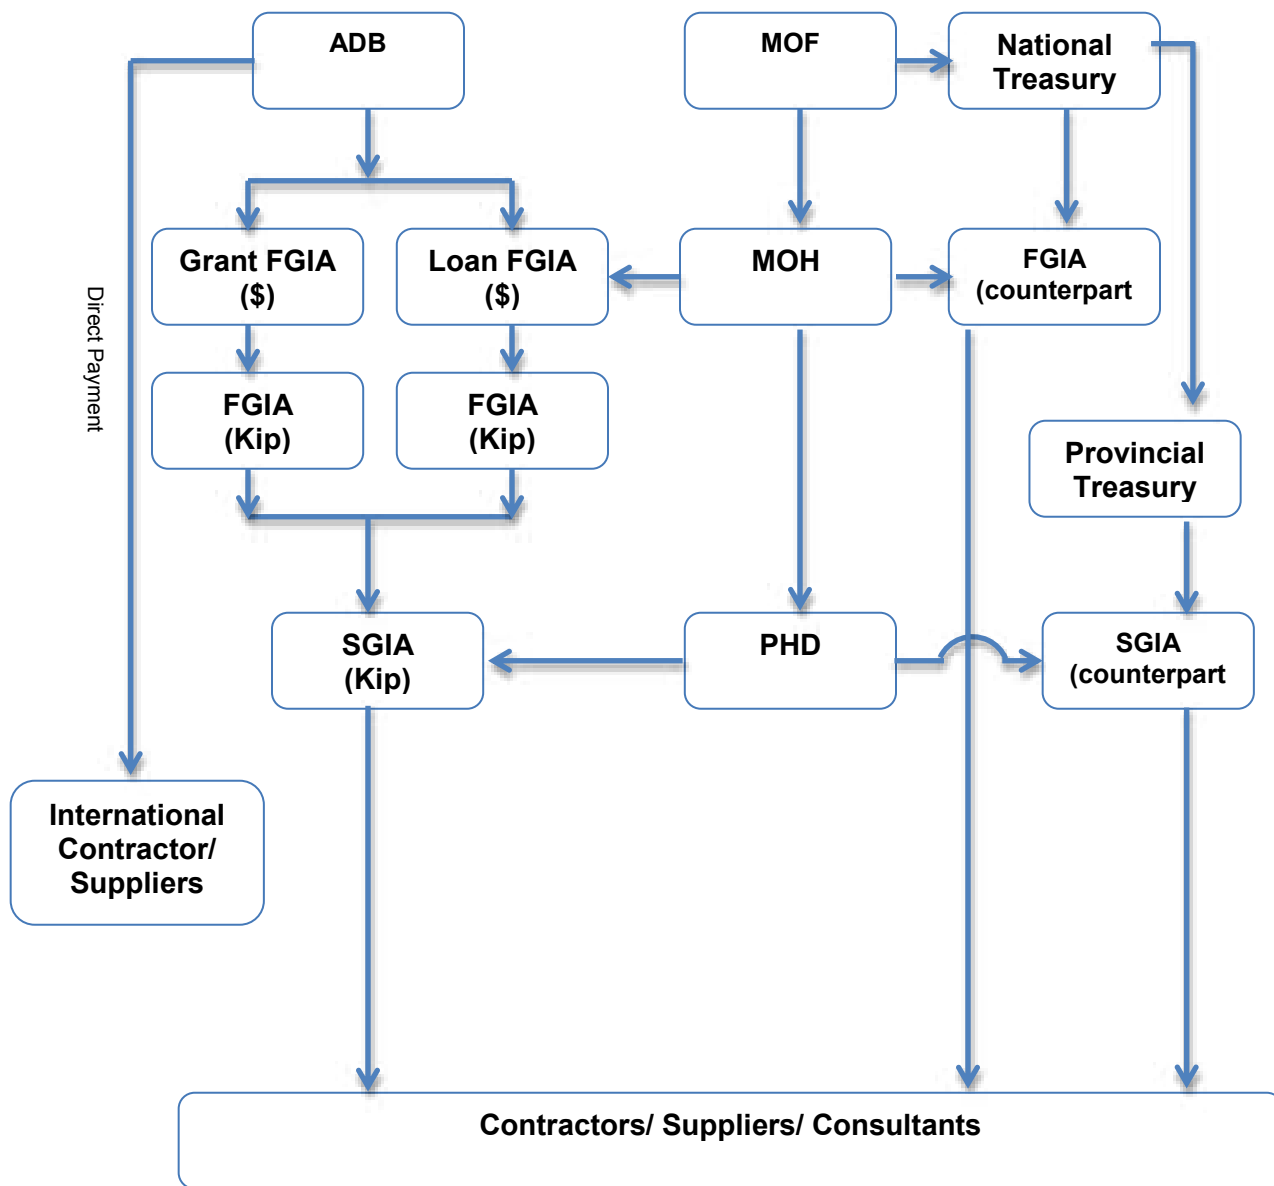 ADB
MOF
National
Treasury
Grant FGIA
($)
Loan FGIA
($)
MOH
FGIA
(counterpart
Direct Payment
FGIA
(Kip)
FGIA
(Kip)
Provincial
Treasury
SGIA
(Kip)
PHD
SGIA
(counterpart
International
Contractor/
Suppliers
Contractors/ Suppliers/ Consultants